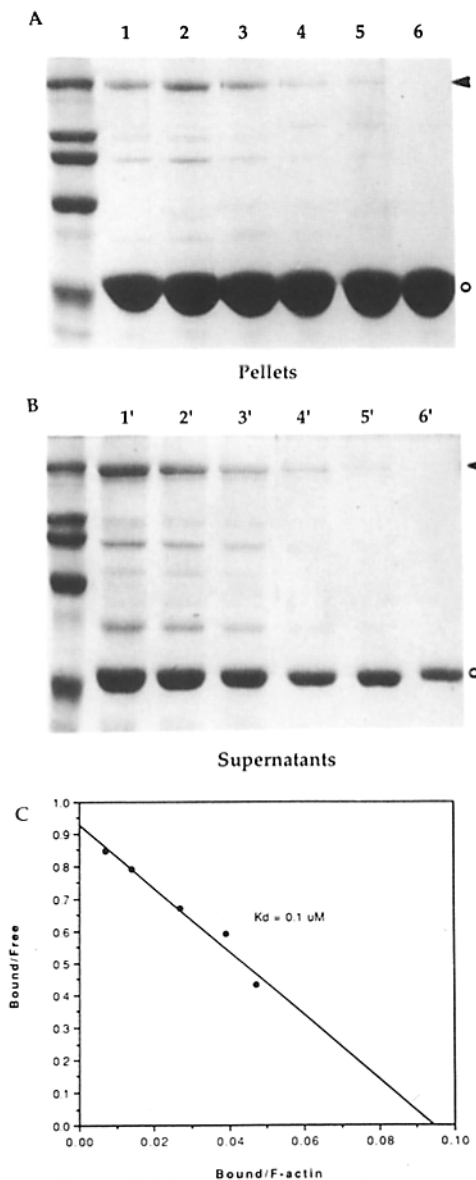 A
1 2 3 4 5 6
Pellets
B
1' 2' 3' 4' 5' 6'
Supernatants
C
1.0
0.9
0.8
0.7
0.6
0.5
0.4
0.3
0.2
0.1
0.0
Bound/Free
Kd = 0.1 uM
0.00 0.02 0.04 0.06 0.08 0.10
Bound/F-actin